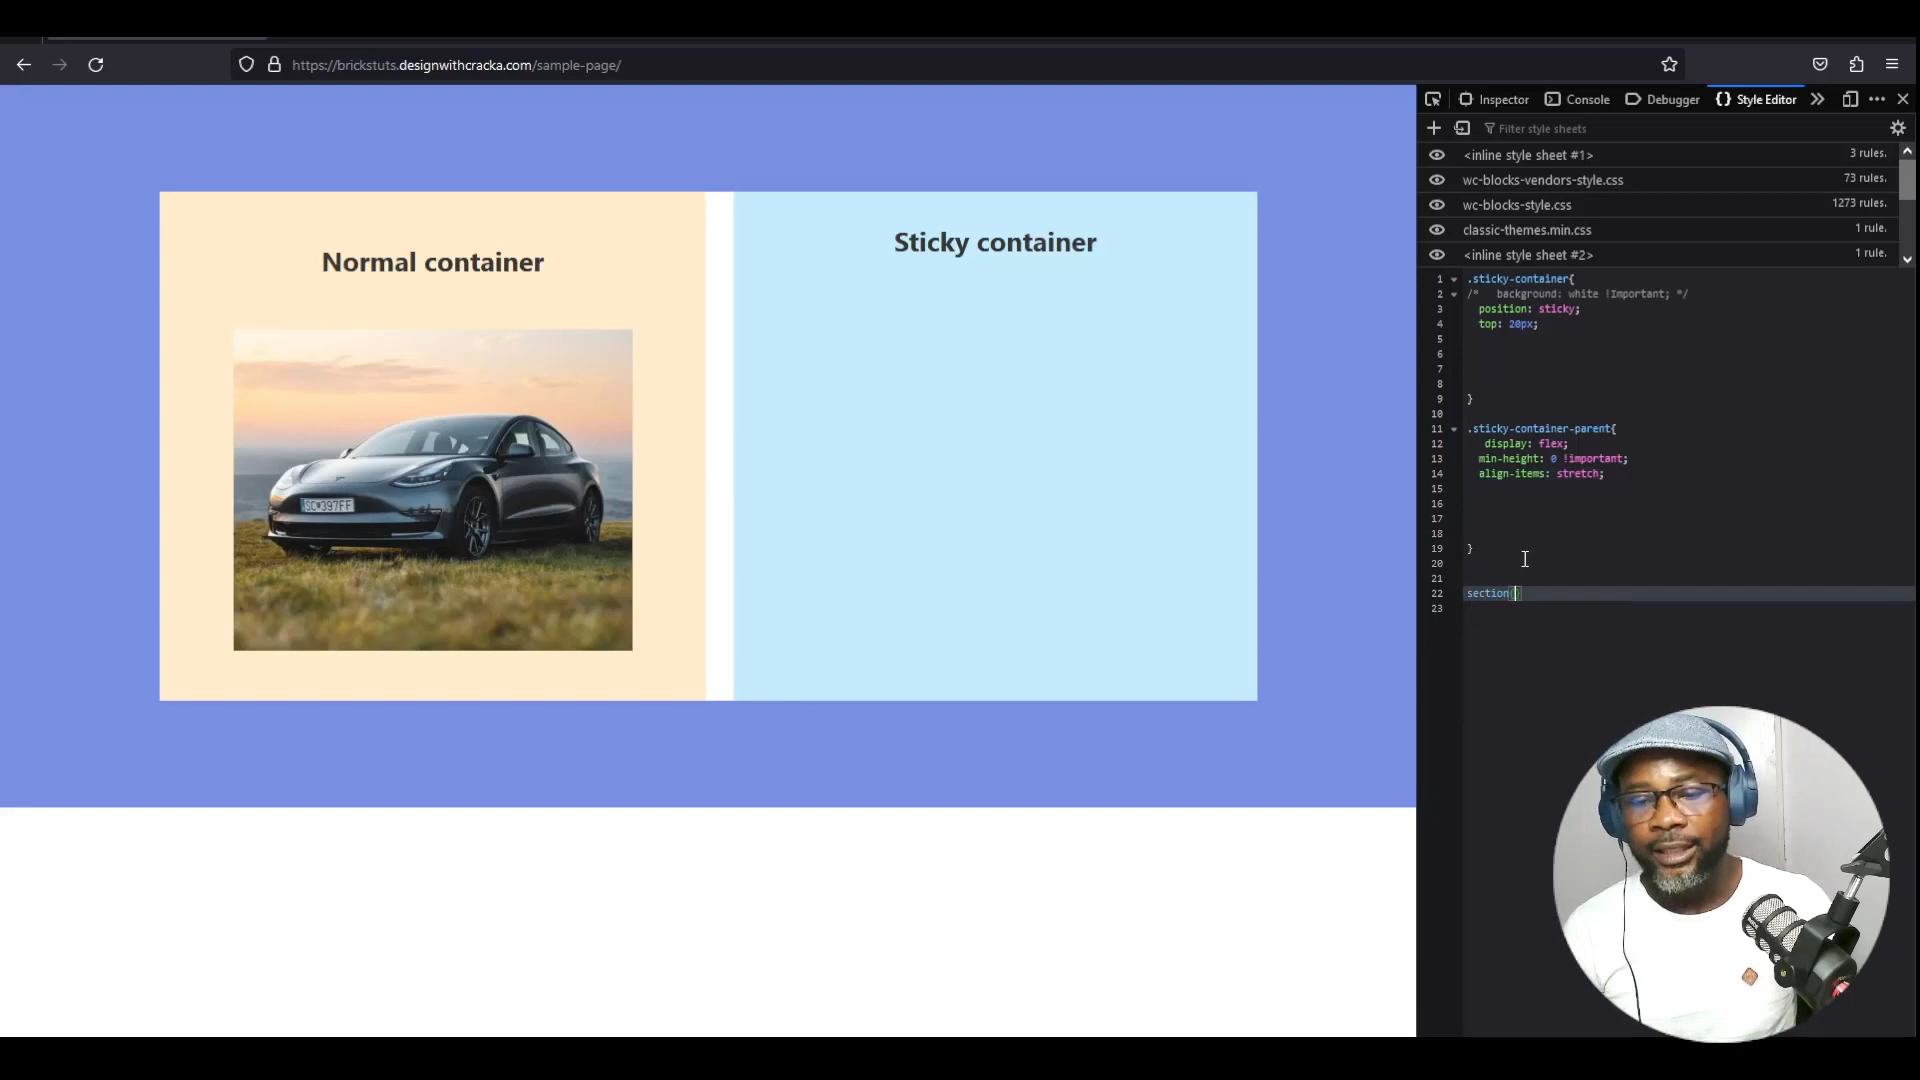 https://brickstuts.designwithcracka.com/sample-page/
Inspector
Console
Debugger
Style Editor
Filter style sheets
<inline style sheet #1> 3 rules.
wc-blocks-vendors-style.css 73 rules.
wc-blocks-style.css 1273 rules.
classic-themes.min.css 1 rule.
<inline style sheet #2> 1 rule.
Normal container
Sticky container
SC 397FF
1 .sticky-container{
2 /* background: white !Important; */
3 position: sticky;
4 top: 20px;
5
6
7
8
9 }
10
11 .sticky-container-parent{
12 display: flex;
13 min-height: 0 !important;
14 align-items: stretch;
15
16
17
18
19 }
20
21
22 section{}
23